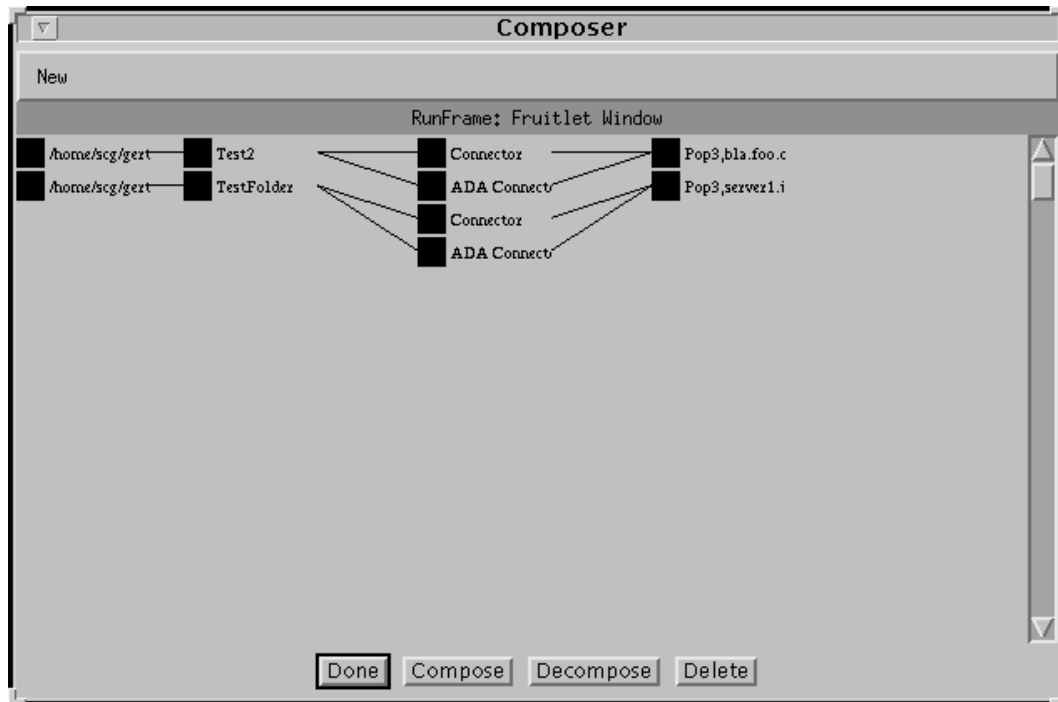 Composer
New
RunFrame: Fruitlet Window
/home/scg/gert Test2 Connector Pop3,bla.foo.c
/home/scg/gert TestFolder ADA Connect Pop3,server1.i
Connector
ADA Connect
Done Compose Decompose Delete